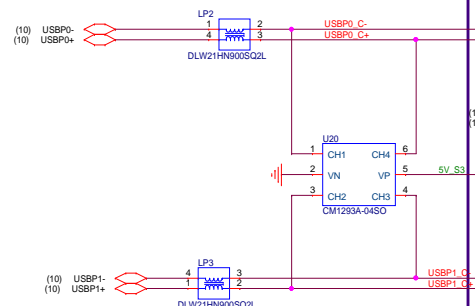 LP2
(10) USBP0- 1 2 USBP0_C-
(10) USBP0+ 4 3 USBP0_C+
DLW21HN900SQ2L
U20
1 CH1 CH4 6
2 VN VP 5 5V_S3
3 CH2 CH3 4
CM1293A-04SO
LP3
(10) USBP1- 4 3 USBP1_C-
(10) USBP1+ 1 2 USBP1_C+
DLW21HN900SQ2L